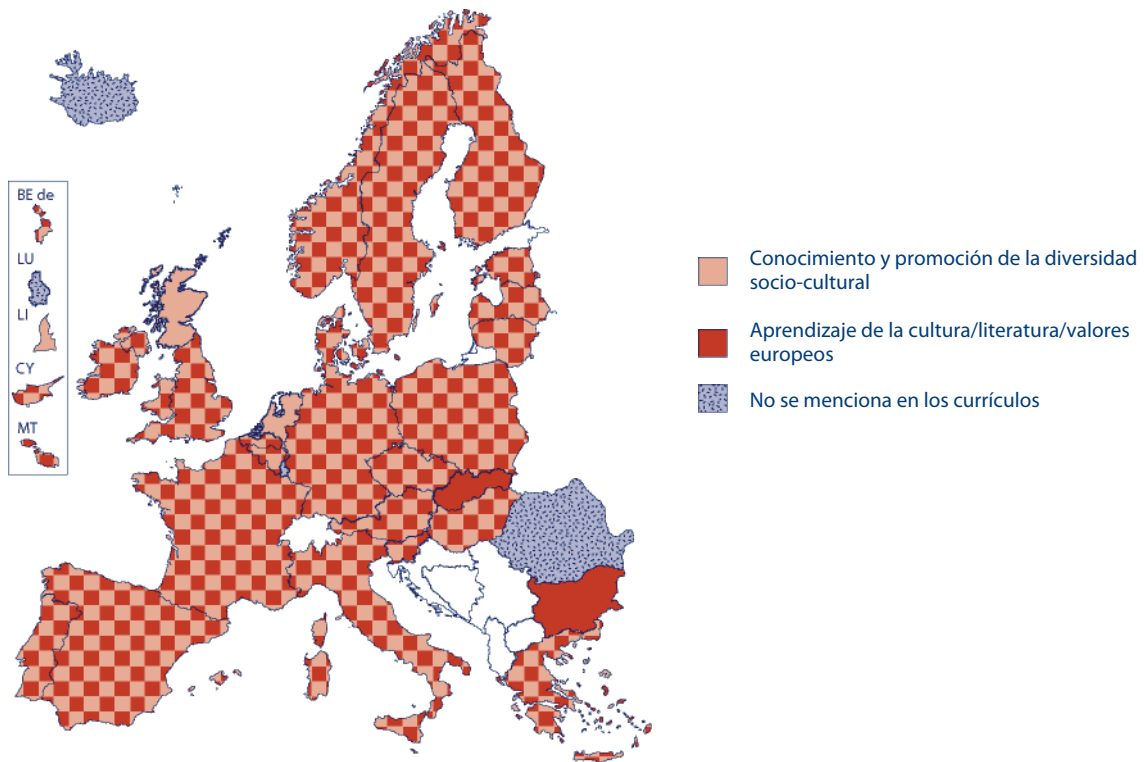 BE de
LU
LI
CY
MT
Conocimiento y promoción de la diversidad
socio-cultural
Aprendizaje de la cultura/literatura/valores
europeos
No se menciona en los currículos